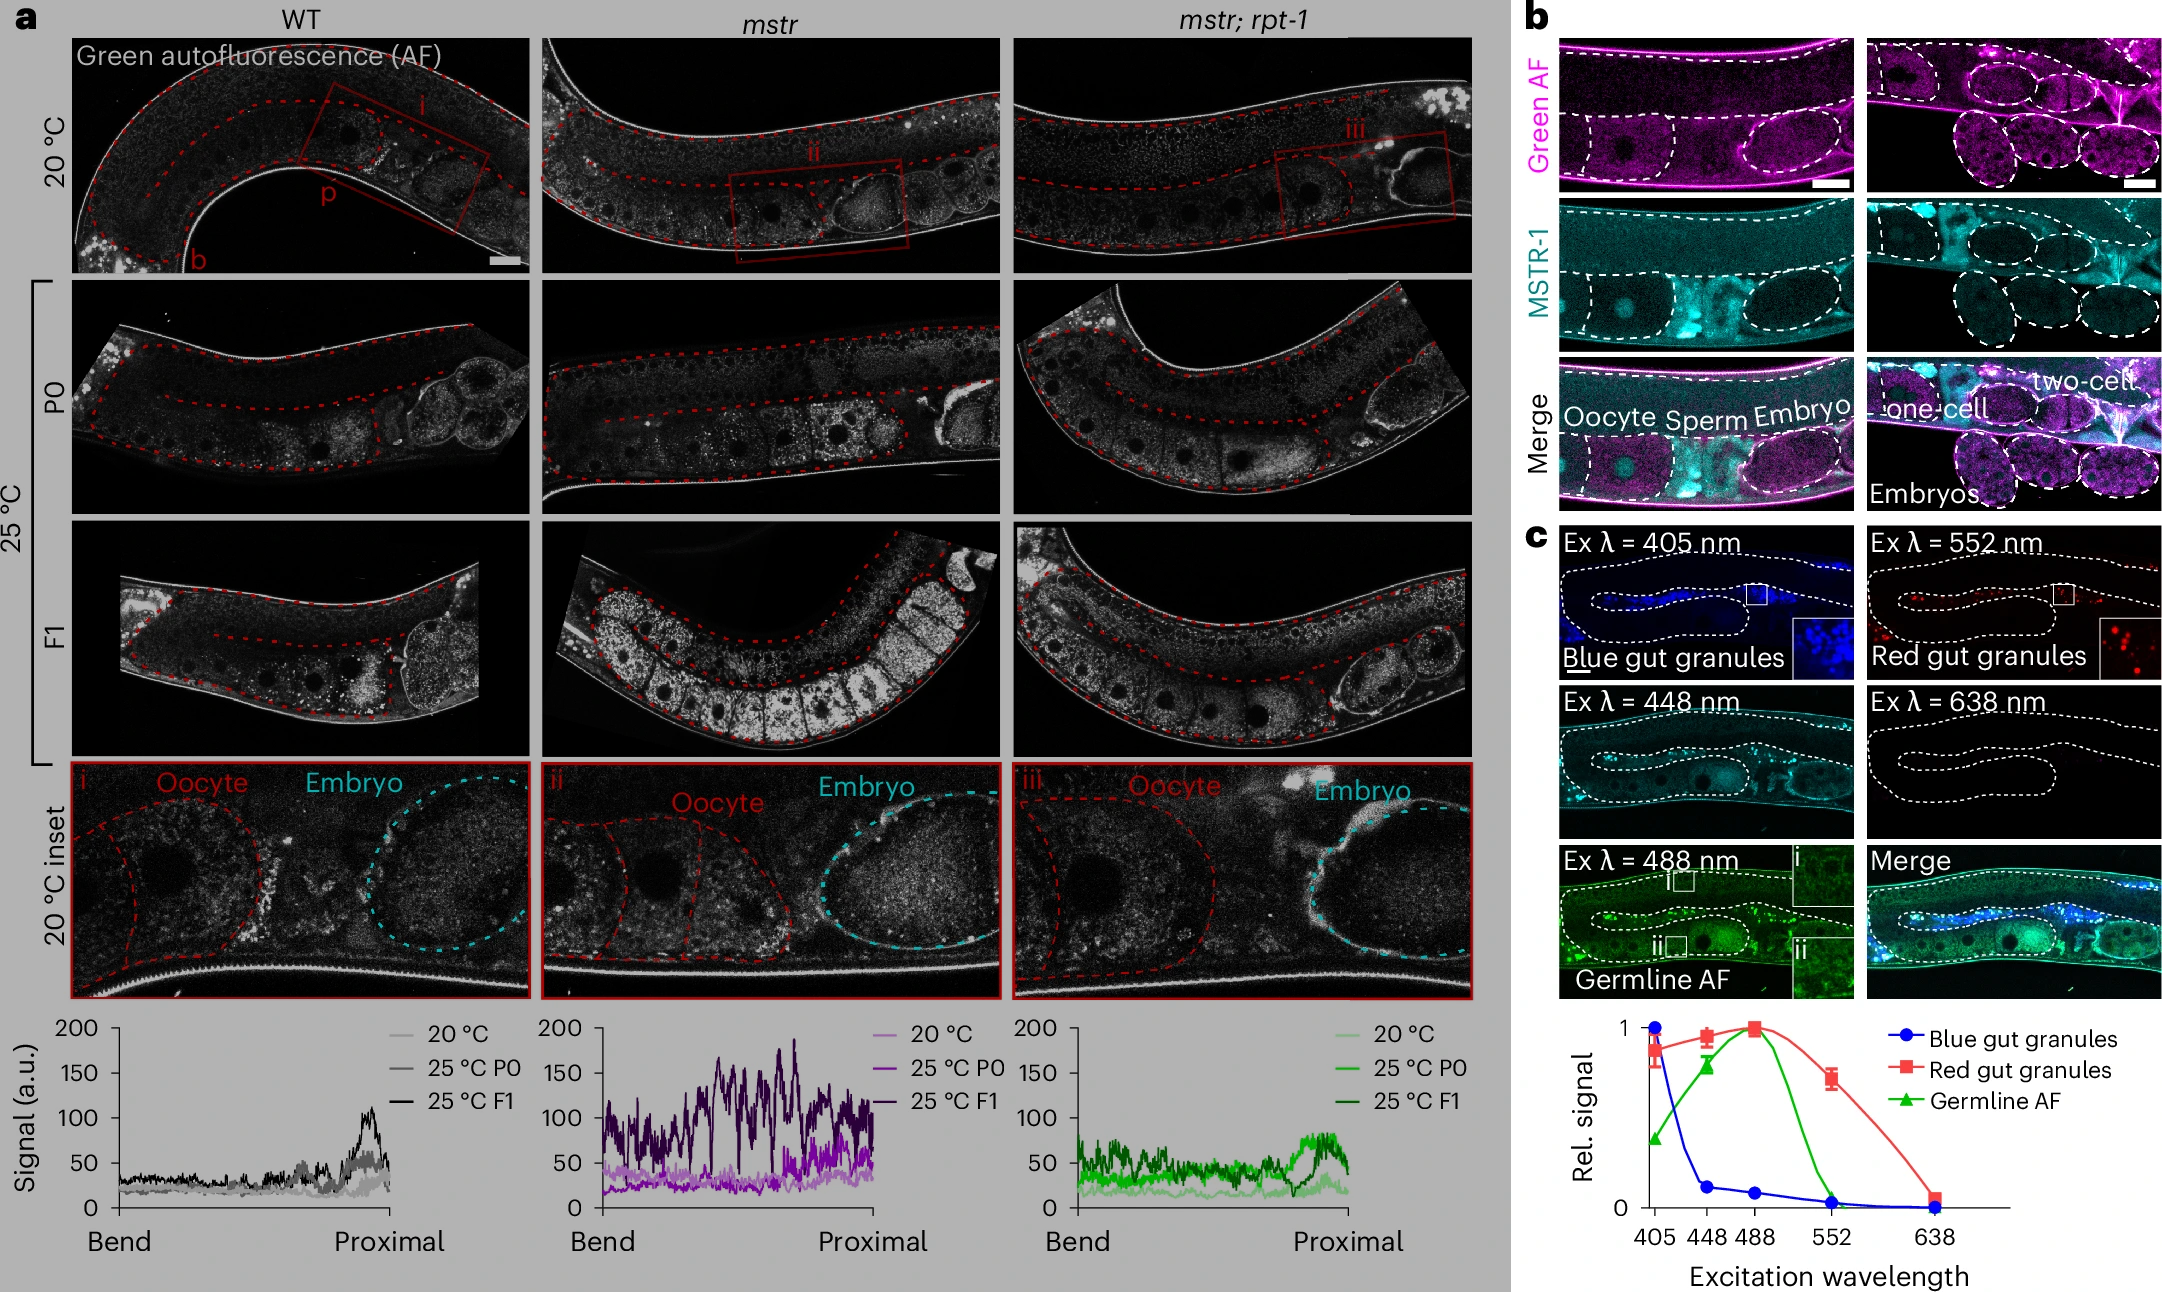 a
WT
mstr
mstr; rpt-1
Green autofluorescence (AF)
20 °C
i
p
b
ii
iii
25 °C
P0
F1
20 °C inset
i
Oocyte
Embryo
ii
Oocyte
Embryo
iii
Oocyte
Embryo
Signal (a.u.)
200
150
100
50
0
Bend
Proximal
20 °C
25 °C P0
25 °C F1
200
150
100
50
0
Bend
Proximal
20 °C
25 °C P0
25 °C F1
200
150
100
50
0
Bend
Proximal
20 °C
25 °C P0
25 °C F1
b
Green AF
MSTR-1
Merge
Oocyte Sperm Embryo
two-cell
one-cell
Embryos
c
Ex λ = 405 nm
Blue gut granules
Ex λ = 552 nm
Red gut granules
Ex λ = 448 nm
Ex λ = 638 nm
Ex λ = 488 nm
i
i
ii
ii
Germline AF
Merge
Rel. signal
1
0
405 448 488 552 638
Excitation wavelength
Blue gut granules
Red gut granules
Germline AF